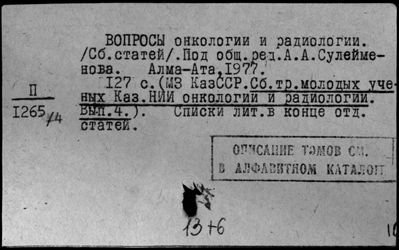 ВОПРОСЫ онкологии и радиологии.
/Сб.статей/.Под общ.ред.А.А.Сулейме-
нова. Алма-Ата,1977.
127 с.(МЗ КазССР.Сб.тр.молодых уче-
ных Каз.НИИ онкологии и радиологии.
Вып.4.). Списки лит.в конце отд.
статей.
П
1265/4
ОПИСАНИЕ ТОМОВ СМ.
В АЛФАВИТНОМ КАТАЛОГЕ
13+6